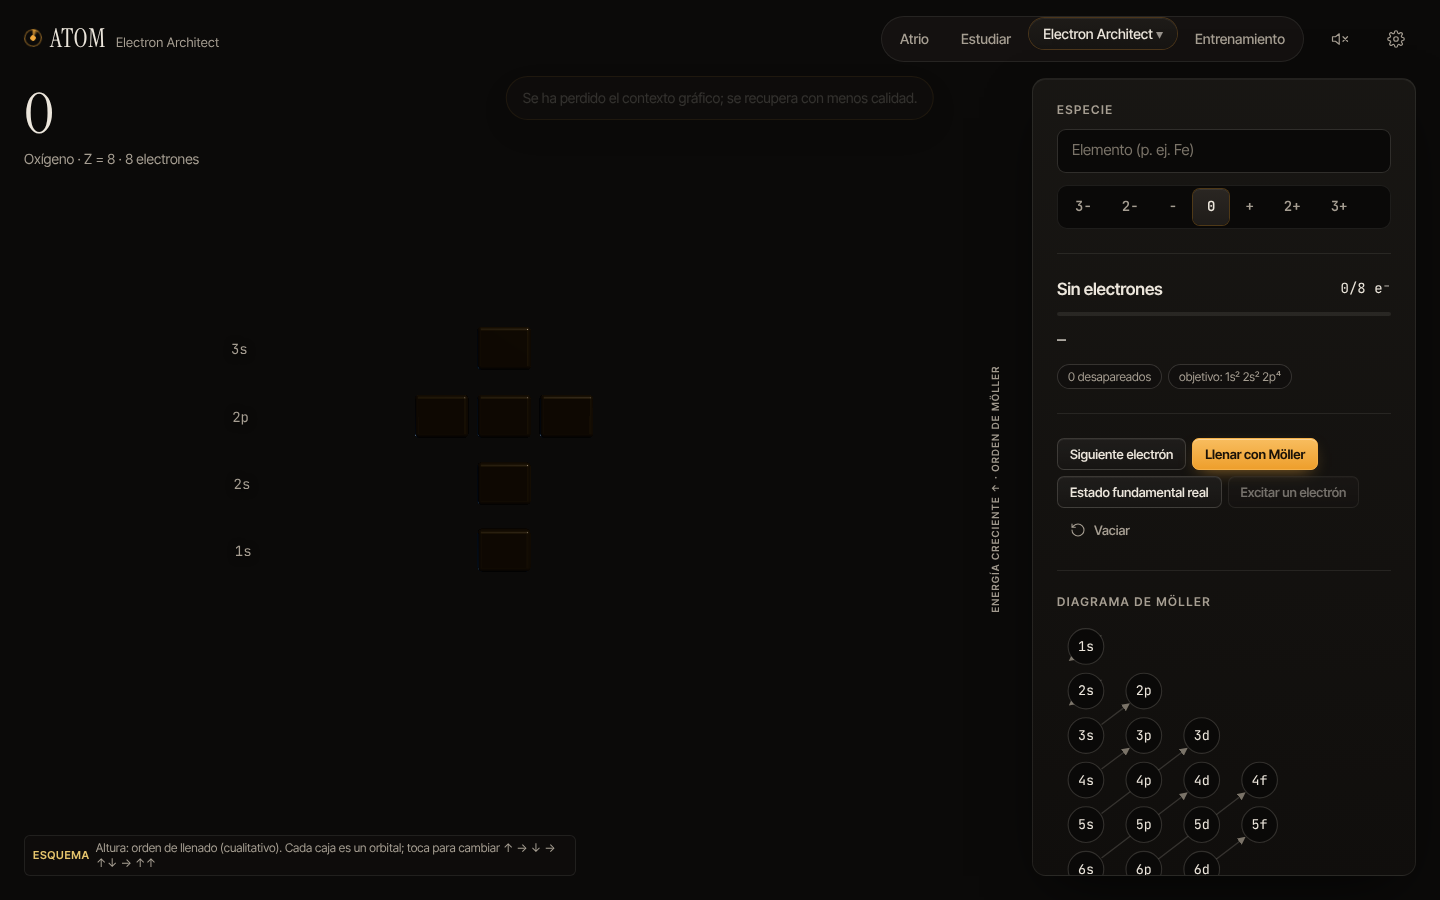 ATOM Electron Architect
Atrio
Estudiar
Electron Architect ▾
Entrenamiento
O
Oxígeno · Z = 8 · 8 electrones
Se ha perdido el contexto gráfico; se recupera con menos calidad.
3s
2p
2s
1s
ENERGÍA CRECIENTE ↑ · ORDEN DE MÖLLER
ESQUEMA
Altura: orden de llenado (cualitativo). Cada caja es un orbital; toca para cambiar ↑ → ↓ →
↑↓ → ↑↑
ESPECIE
Elemento (p. ej. Fe)
3- 2- - 0 + 2+ 3+
Sin electrones
0/8 e⁻
—
0 desapareados
objetivo: 1s² 2s² 2p⁴
Siguiente electrón
Llenar con Möller
Estado fundamental real
Excitar un electrón
Vaciar
DIAGRAMA DE MÖLLER
1s
2s 2p
3s 3p 3d
4s 4p 4d 4f
5s 5p 5d 5f
6s 6p 6d